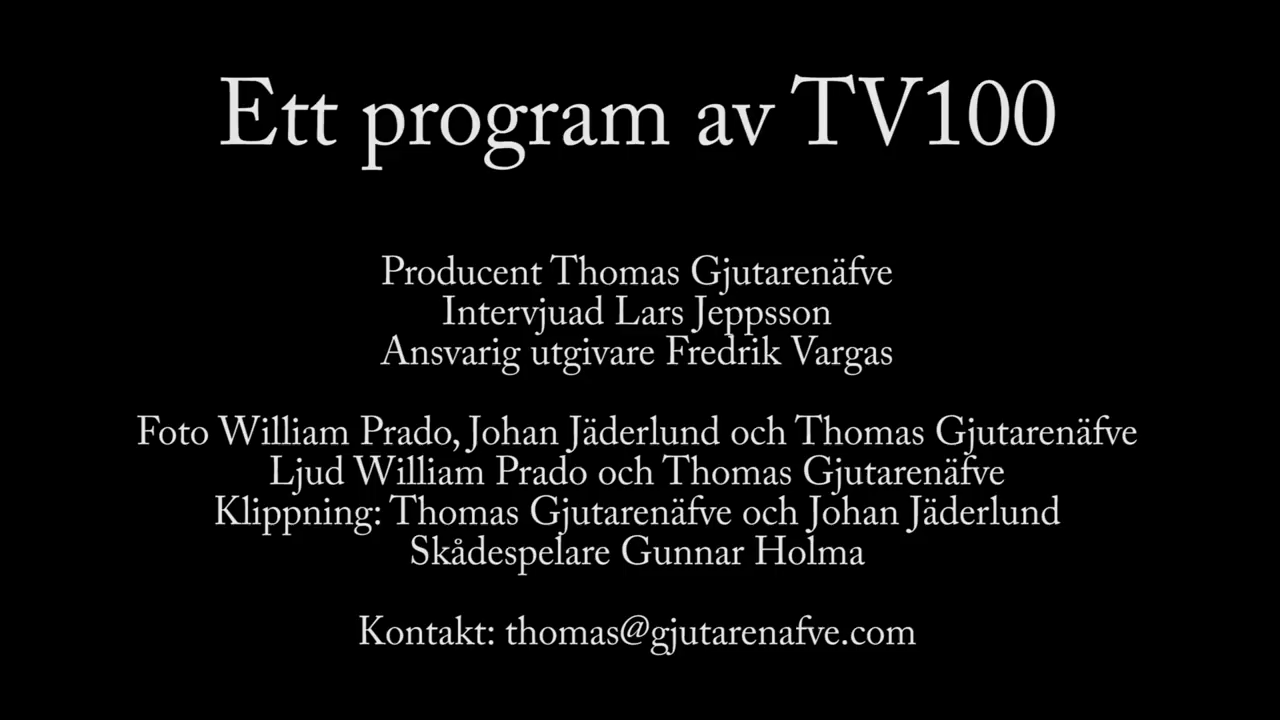 Ett program av TV100
Producent Thomas Gjutarenäfve
Intervjuad Lars Jeppsson
Ansvarig utgivare Fredrik Vargas
Foto William Prado, Johan Jäderlund och Thomas Gjutarenäfve
Ljud William Prado och Thomas Gjutarenäfve
Klippning: Thomas Gjutarenäfve och Johan Jäderlund
Skådespelare Gunnar Holma
Kontakt: thomas@gjutarenafve.com